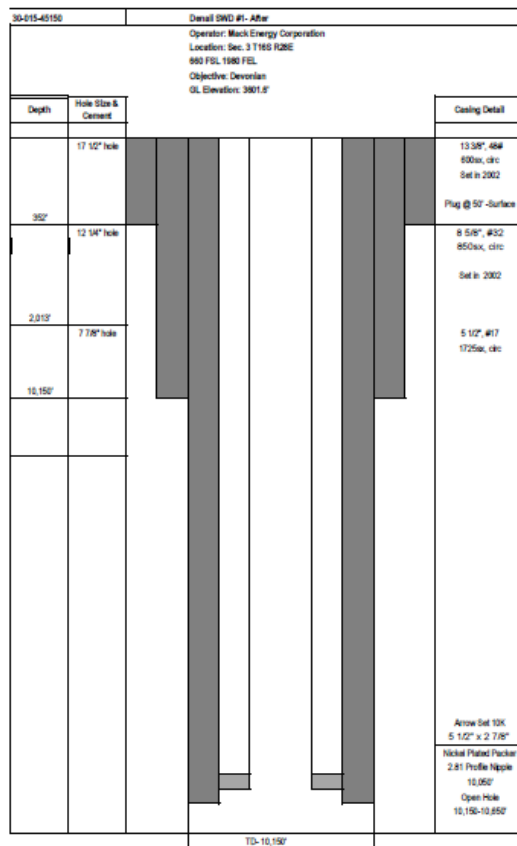 30-015-45150
Denali SWD #1- After
Operator: Mack Energy Corporation
Location: Sec. 3 T16S R28E
660 FSL 1980 FEL
Objective: Devonian
GL Elevation: 3601.6'
Depth
Hole Size &
Cement
Casing Detail
17 1/2" hole
13 3/8", 48#
600sx, circ
Set in 2002
Plug @ 50' -Surface
352'
12 1/4" hole
8 5/8", #32
850sx, circ
Set in 2002
2,013'
7 7/8" hole
5 1/2", #17
1725sx, circ
10,150'
Arrow Set 10K
5 1/2" x 2 7/8"
Nickel Plated Packer
2.81 Profile Nipple
10,050'
Open Hole
10,150-10,650'
TD- 10,150'